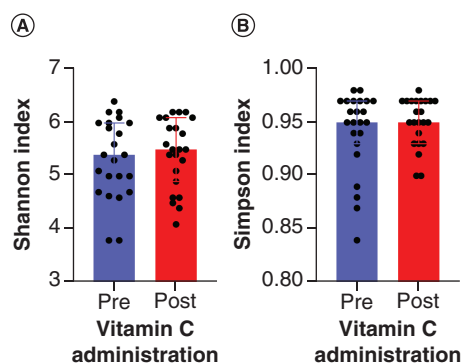 A
Shannon index
7
6
5
4
3
Pre
Post
Vitamin C
administration
B
Simpson index
1.00
0.95
0.90
0.85
0.80
Pre
Post
Vitamin C
administration